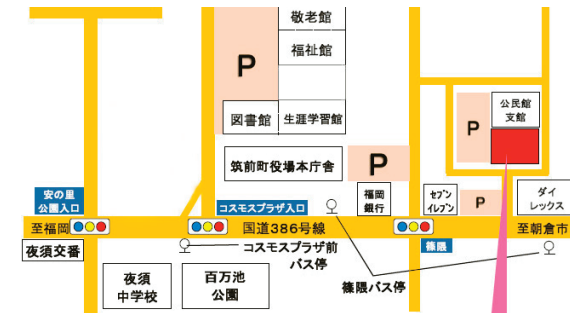 敬老館
福祉館
P
図書館
生涯学習館
公民館
支館
P
筑前町役場本庁舎
P
安の里
公園入口
コスモスプラザ入口
福岡
銀行
セブン
イレブン
P
ダイ
レックス
至福岡
国道386号線
篠隈
至朝倉市
夜須交番
コスモスプラザ前
バス停
夜須
中学校
百万池
公園
篠隈バス停